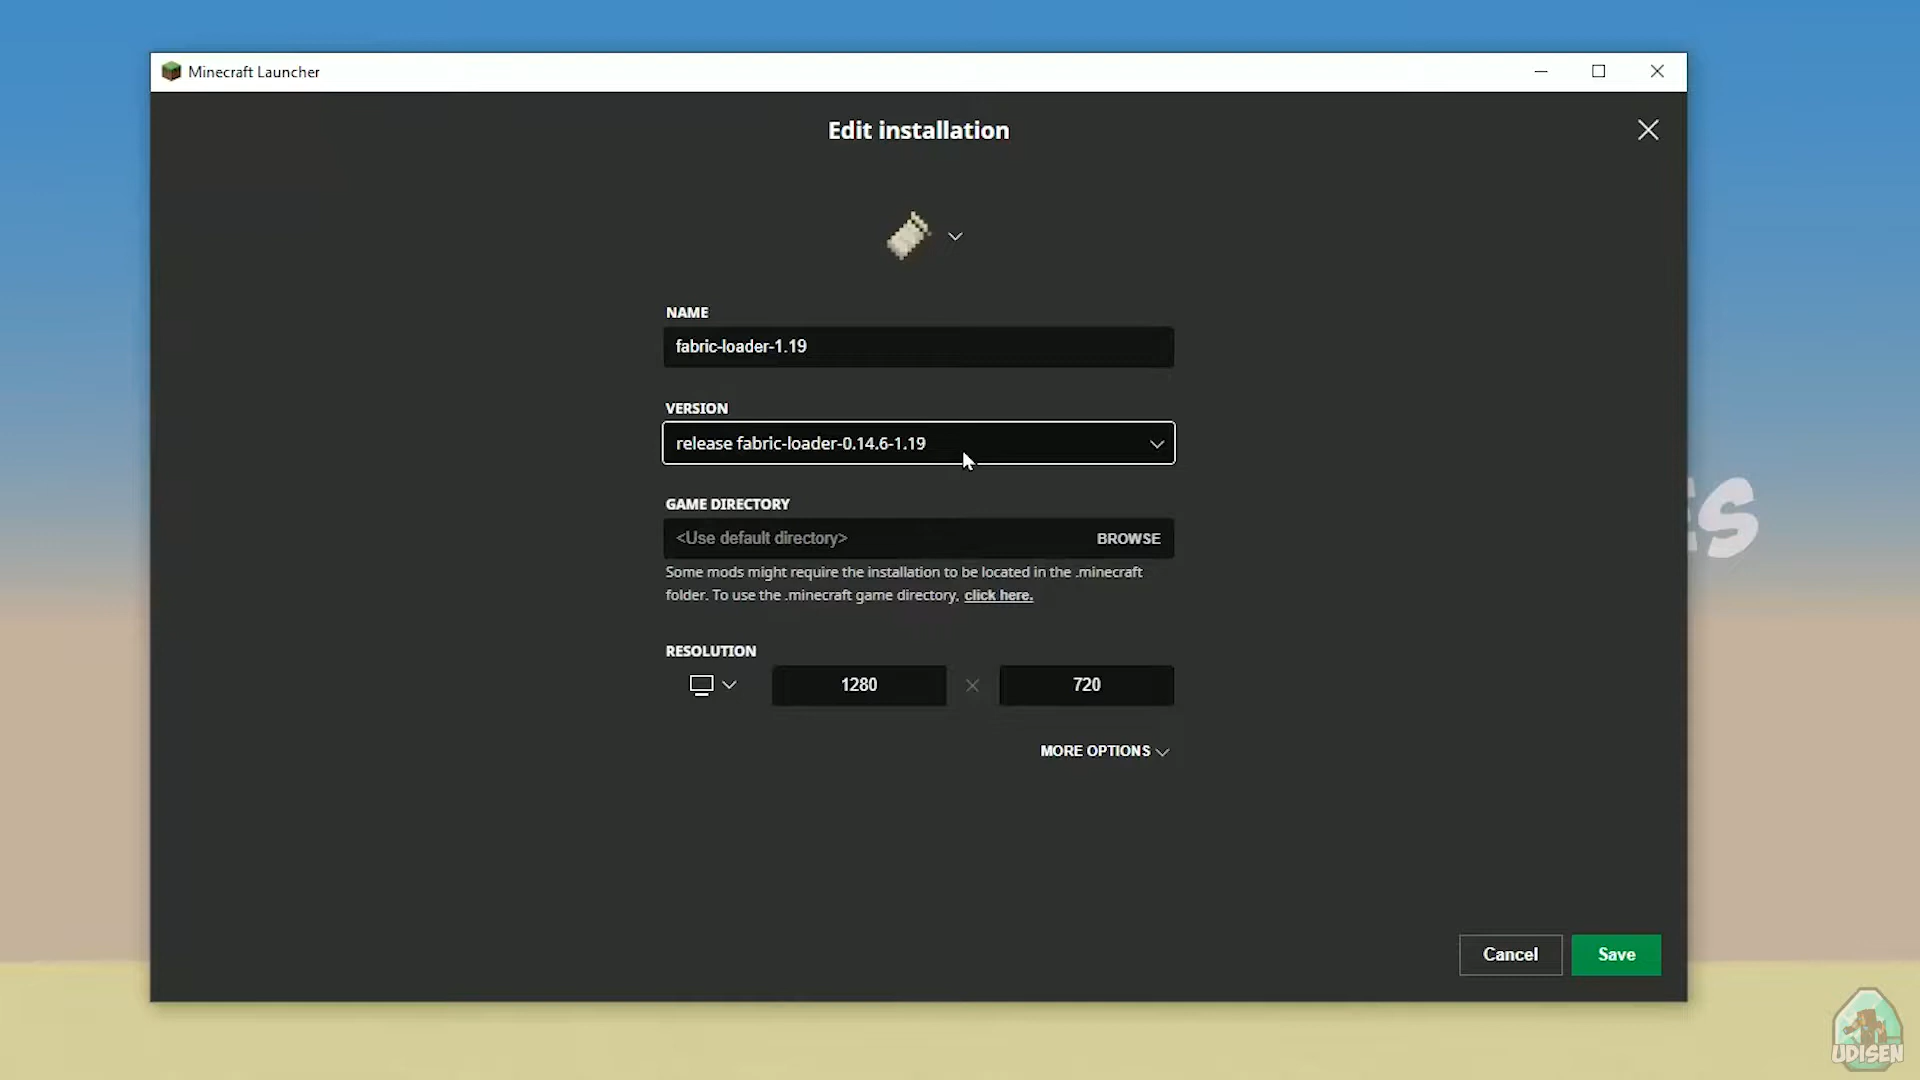 Minecraft Launcher
Edit installation
NAME
fabric-loader-1.19
VERSION
release fabric-loader-0.14.6-1.19
GAME DIRECTORY
<Use default directory>
BROWSE
Some mods might require the installation to be located in the .minecraft
folder. To use the .minecraft game directory, click here.
RESOLUTION
1280
720
MORE OPTIONS
Cancel
Save
UDISEN